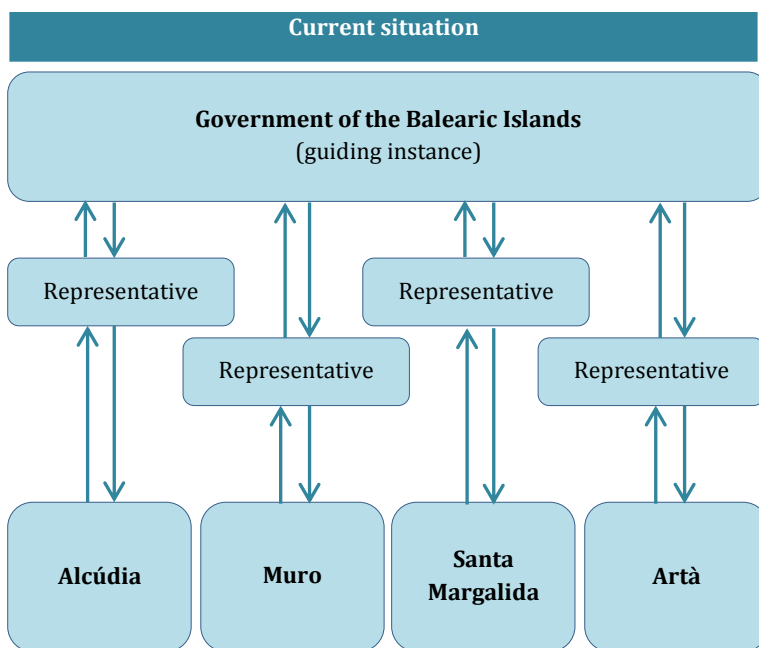 Current situation
Government of the Balearic Islands
(guiding instance)
Representative
Representative
Representative
Representative
Alcúdia
Muro
Santa
Margalida
Artà